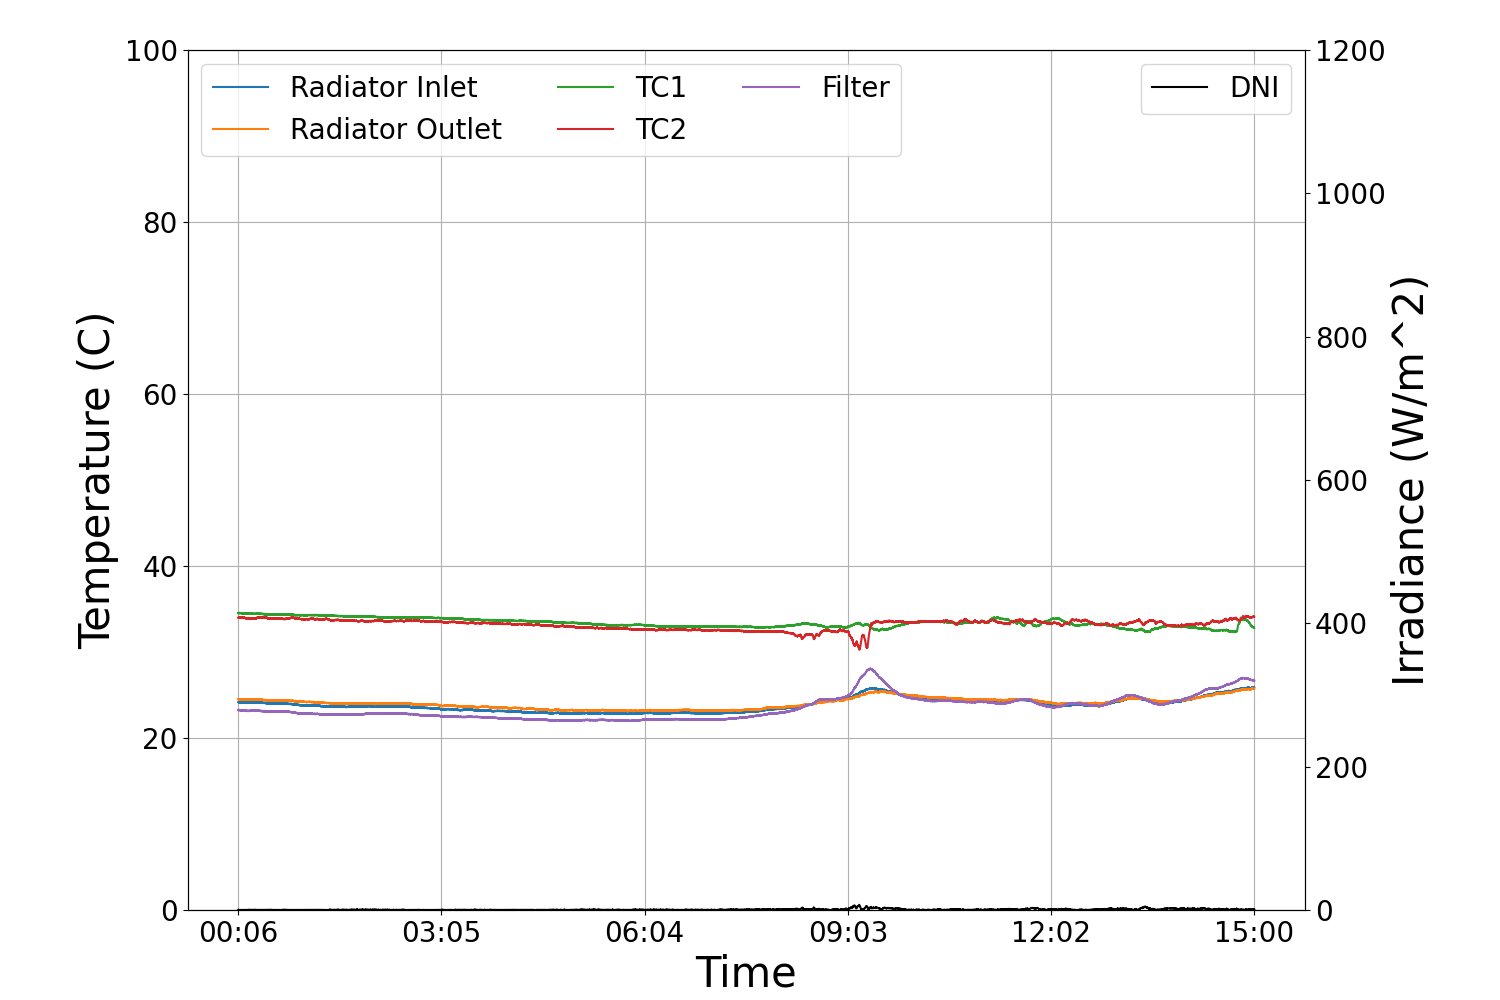 Radiator Inlet
Radiator Outlet
TC1
TC2
Filter
DNI
Temperature (C)
100
80
60
40
20
0
Irradiance (W/m^2)
1200
1000
800
600
400
200
0
00:06 03:05 06:04 09:03 12:02 15:00
Time